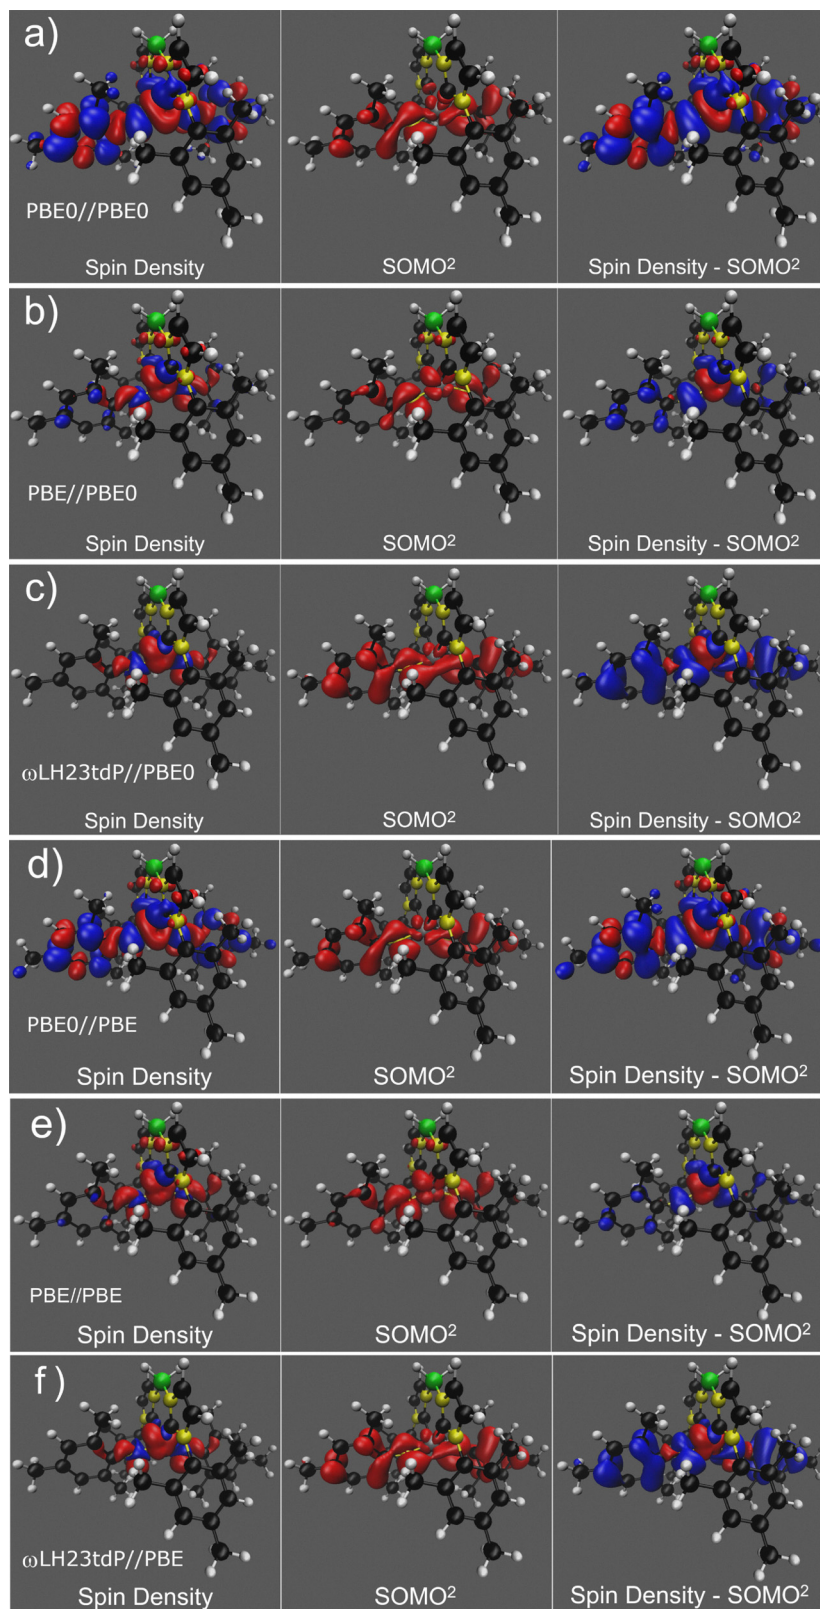 a)
PBE0//PBE0
Spin Density
SOMO²
Spin Density - SOMO²
b)
PBE//PBE0
Spin Density
SOMO²
Spin Density - SOMO²
c)
ωLH23tdP//PBE0
Spin Density
SOMO²
Spin Density - SOMO²
d)
PBE0//PBE
Spin Density
SOMO²
Spin Density - SOMO²
e)
PBE//PBE
Spin Density
SOMO²
Spin Density - SOMO²
f)
ωLH23tdP//PBE
Spin Density
SOMO²
Spin Density - SOMO²